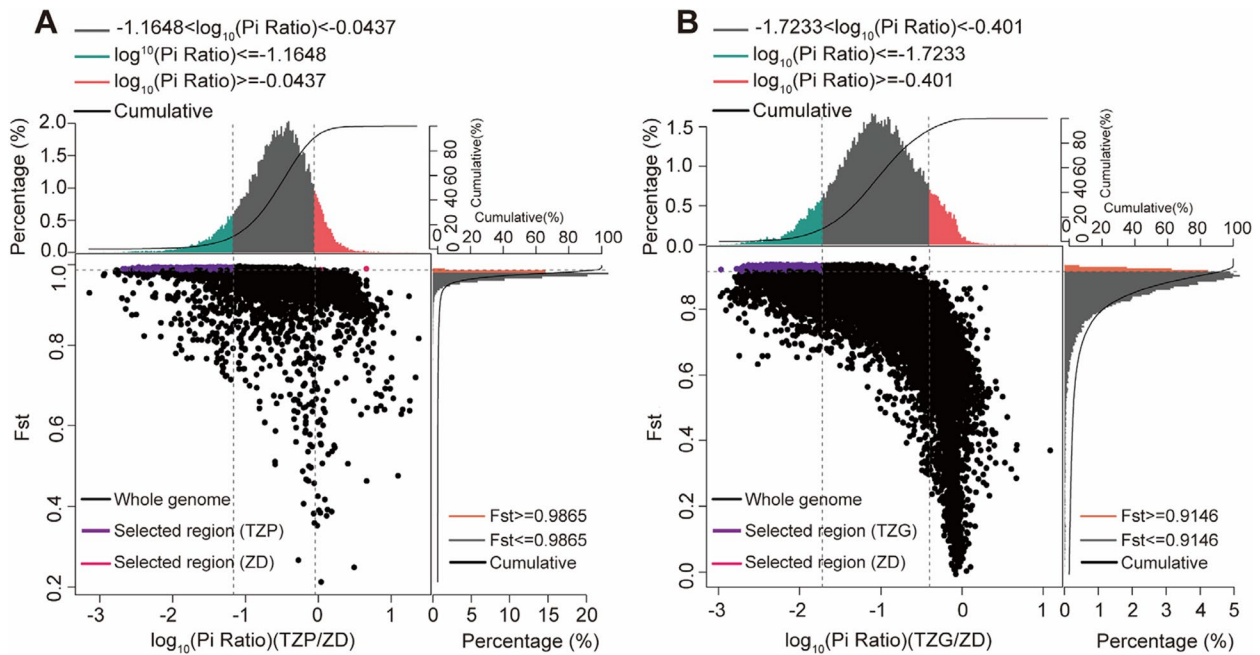 A
-1.1648<log10(Pi Ratio)<-0.0437
log10(Pi Ratio)<=-1.1648
log10(Pi Ratio)>=-0.0437
Cumulative
Percentage (%)
2.0
1.5
1.0
0.5
0.0
0 20 40 60 80
Cumulative(%)
Cumulative(%)
0 20 40 60 80 100
Fst
1.0
0.8
0.6
0.4
0.2
Whole genome
Selected region (TZP)
Selected region (ZD)
Fst>=0.9865
Fst<=0.9865
Cumulative
-3 -2 -1 0 1
0 5 10 15 20
log10(Pi Ratio)(TZP/ZD)
Percentage (%)
B
-1.7233<log10(Pi Ratio)<-0.401
log10(Pi Ratio)<=-1.7233
log10(Pi Ratio)>=-0.401
Cumulative
Percentage (%)
1.5
1.0
0.5
0.0
0 20 40 60 80
Cumulative(%)
Cumulative(%)
0 20 40 60 80 100
Fst
0.8
0.6
0.4
0.2
0.0
Whole genome
Selected region (TZG)
Selected region (ZD)
Fst>=0.9146
Fst<=0.9146
Cumulative
-3 -2 -1 0 1
0 1 2 3 4 5
log10(Pi Ratio)(TZG/ZD)
Percentage (%)